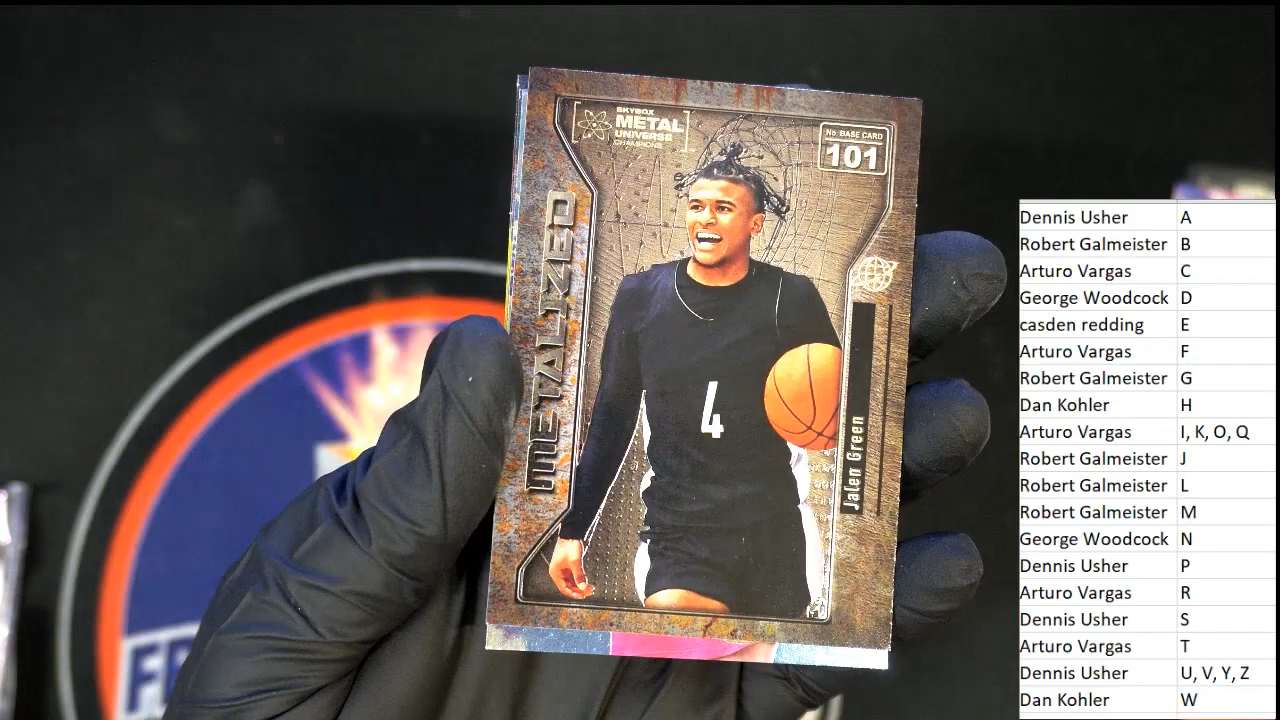 SKYBOX
METAL
UNIVERSE
CHAMPIONS
No. BASE CARD
101
METALIZED
4
Jalen Green
Dennis Usher A
Robert Galmeister B
Arturo Vargas C
George Woodcock D
casden redding E
Arturo Vargas F
Robert Galmeister G
Dan Kohler H
Arturo Vargas I, K, O, Q
Robert Galmeister J
Robert Galmeister L
Robert Galmeister M
George Woodcock N
Dennis Usher P
Arturo Vargas R
Dennis Usher S
Arturo Vargas T
Dennis Usher U, V, Y, Z
Dan Kohler W